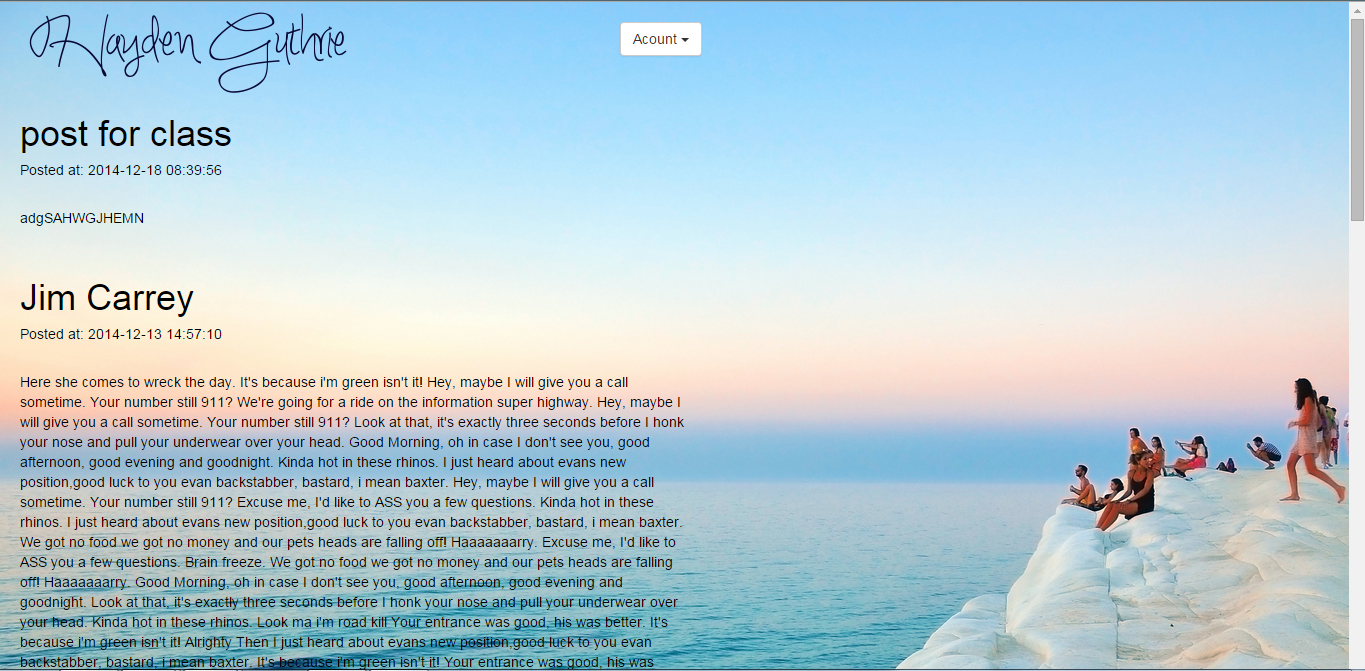 Hayden Guthrie
Acount
post for class
Posted at: 2014-12-18 08:39:56
adgSAHWGJHEMN
Jim Carrey
Posted at: 2014-12-13 14:57:10
Here she comes to wreck the day. It's because i'm green isn't it! Hey, maybe I will give you a call
sometime. Your number still 911? We're going for a ride on the information super highway. Hey, maybe I
will give you a call sometime. Your number still 911? Look at that, it's exactly three seconds before I honk
your nose and pull your underwear over your head. Good Morning, oh in case I don't see you, good
afternoon, good evening and goodnight. Kinda hot in these rhinos. I just heard about evans new
position,good luck to you evan backstabber, bastard, i mean baxter. Hey, maybe I will give you a call
sometime. Your number still 911? Excuse me, I'd like to ASS you a few questions. Kinda hot in these
rhinos. I just heard about evans new position,good luck to you evan backstabber, bastard, i mean baxter.
We got no food we got no money and our pets heads are falling off! Haaaaaaarry. Excuse me, I'd like to
ASS you a few questions. Brain freeze. We got no food we got no money and our pets heads are falling
off! Haaaaaaarry. Good Morning, oh in case I don't see you, good afternoon, good evening and
goodnight. Look at that, it's exactly three seconds before I honk your nose and pull your underwear over
your head. Kinda hot in these rhinos. Look ma i'm road kill Your entrance was good, his was better. It's
because i'm green isn't it! Alrighty Then I just heard about evans new position,good luck to you evan
backstabber, bastard, i mean baxter. It's because i'm green isn't it! Your entrance was good, his was